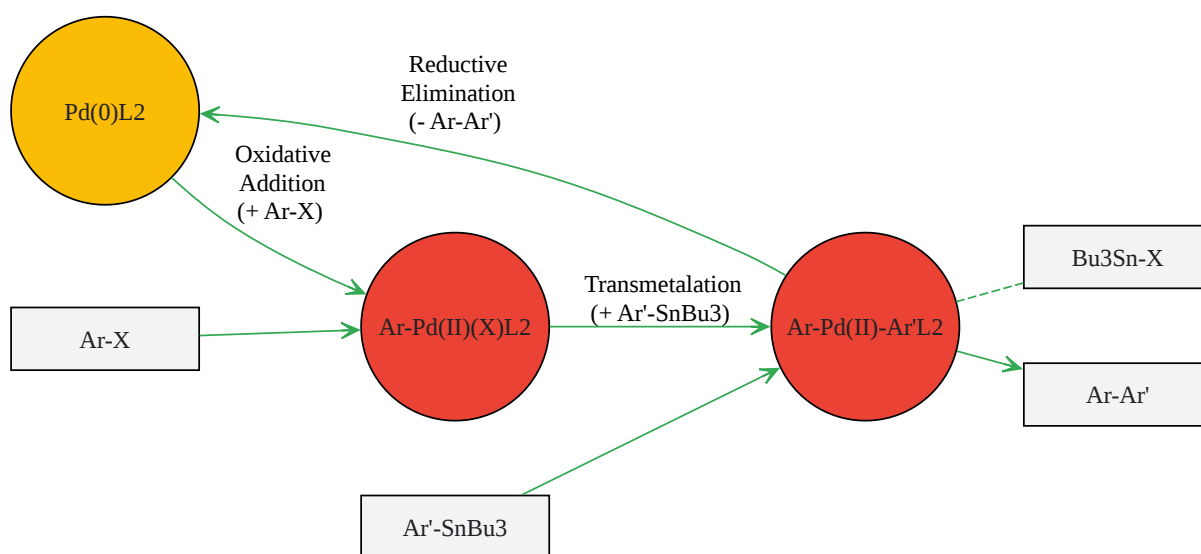 Reductive
Elimination
(- Ar-Ar')
Pd(0)L2
Oxidative
Addition
(+ Ar-X)
Bu3Sn-X
Transmetalation
(+ Ar'-SnBu3)
Ar-X
Ar-Pd(II)(X)L2
Ar-Pd(II)-Ar'L2
Ar-Ar'
Ar'-SnBu3